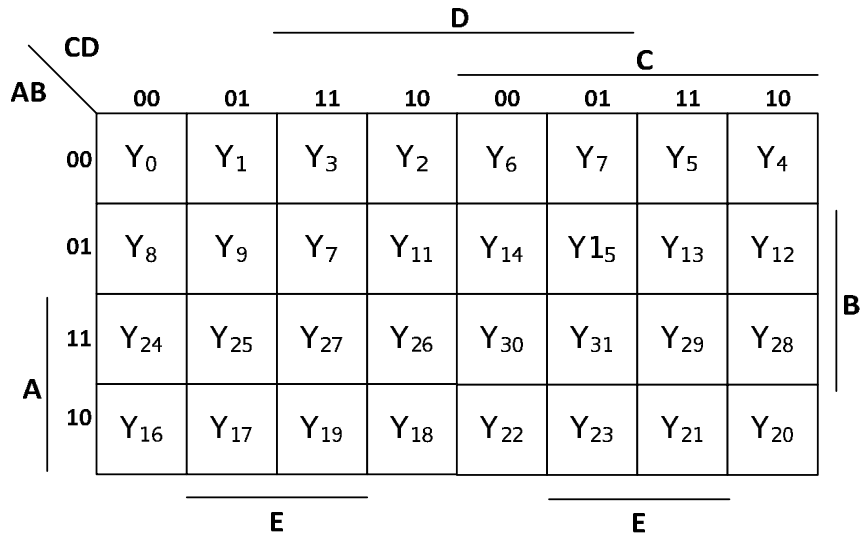 D
CD
C
AB
00 01 11 10 00 01 11 10
00 Y₀ Y₁ Y₃ Y₂ Y₆ Y₇ Y₅ Y₄
01 Y₈ Y₉ Y₇ Y₁₁ Y₁₄ Y1₅ Y₁₃ Y₁₂
B
11 Y₂₄ Y₂₅ Y₂₇ Y₂₆ Y₃₀ Y₃₁ Y₂₉ Y₂₈
A
10 Y₁₆ Y₁₇ Y₁₉ Y₁₈ Y₂₂ Y₂₃ Y₂₁ Y₂₀
E E